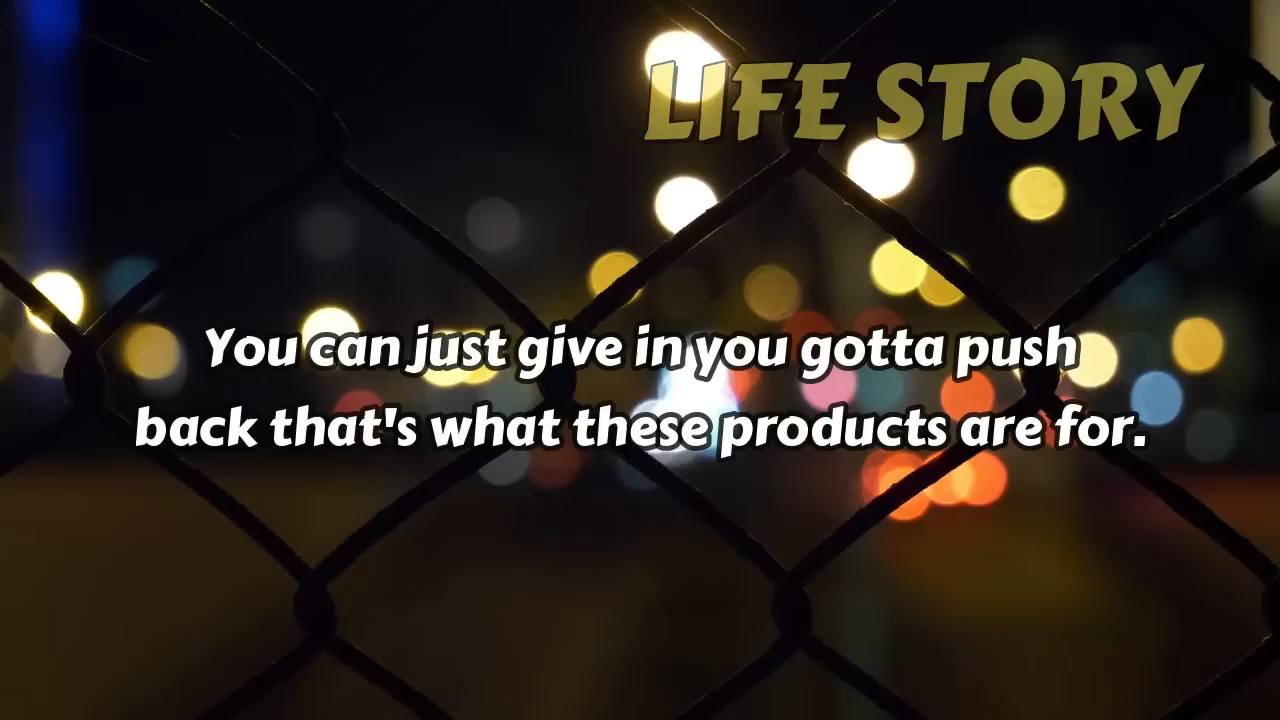 LIFE STORY
You can just give in you gotta push
back that's what these products are for.